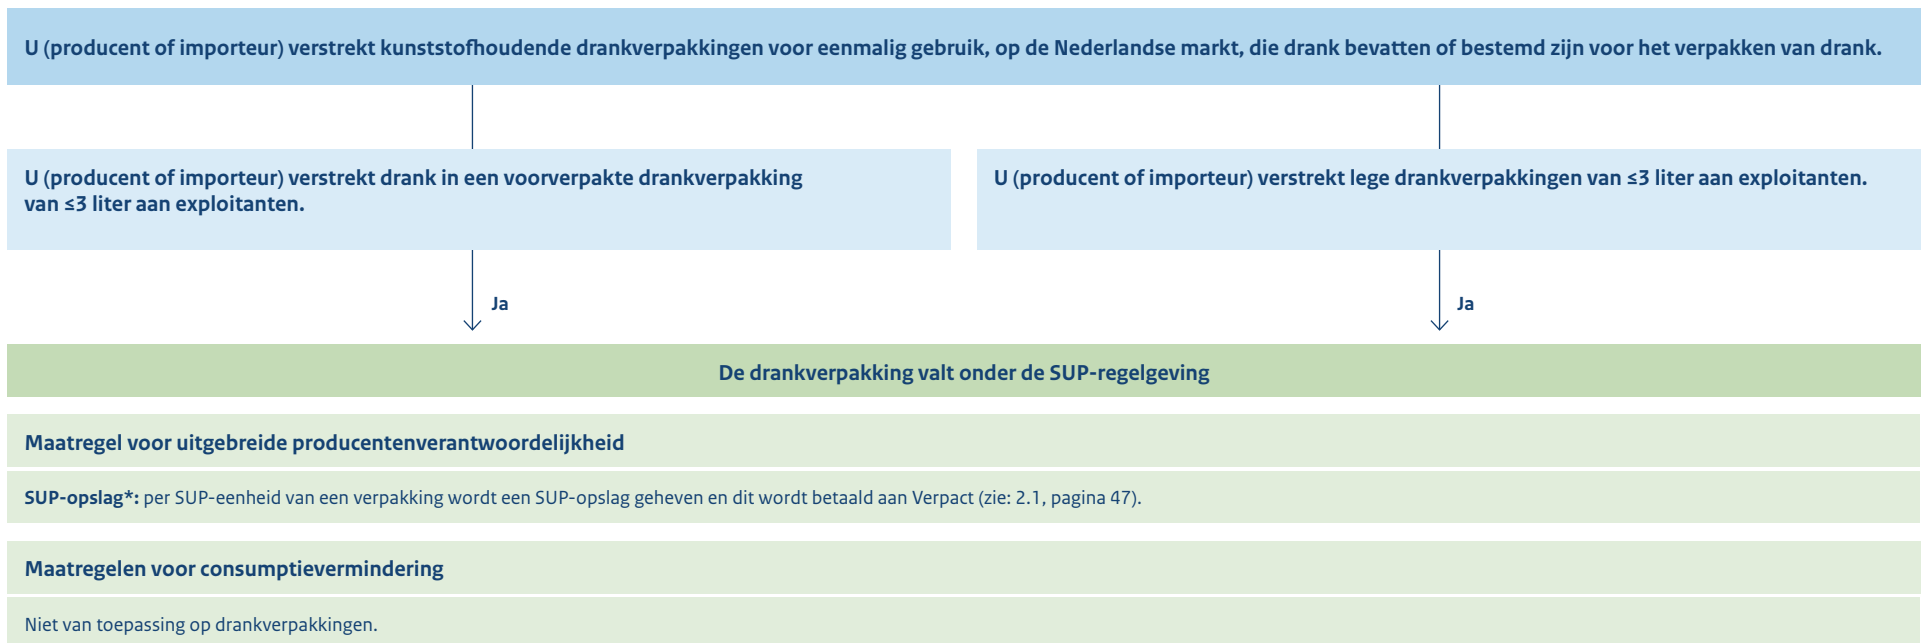 U (producent of importeur) verstrekt kunststofhoudende drankverpakkingen voor eenmalig gebruik, op de Nederlandse markt, die drank bevatten of bestemd zijn voor het verpakken van drank.
U (producent of importeur) verstrekt drank in een voorverpakte drankverpakking
van ≤3 liter aan exploitanten.
U (producent of importeur) verstrekt lege drankverpakkingen van ≤3 liter aan exploitanten.
Ja
Ja
De drankverpakking valt onder de SUP-regelgeving
Maatregel voor uitgebreide producentenverantwoordelijkheid
SUP-opslag*: per SUP-eenheid van een verpakking wordt een SUP-opslag geheven en dit wordt betaald aan Verpact (zie: 2.1, pagina 47).
Maatregelen voor consumptievermindering
Niet van toepassing op drankverpakkingen.